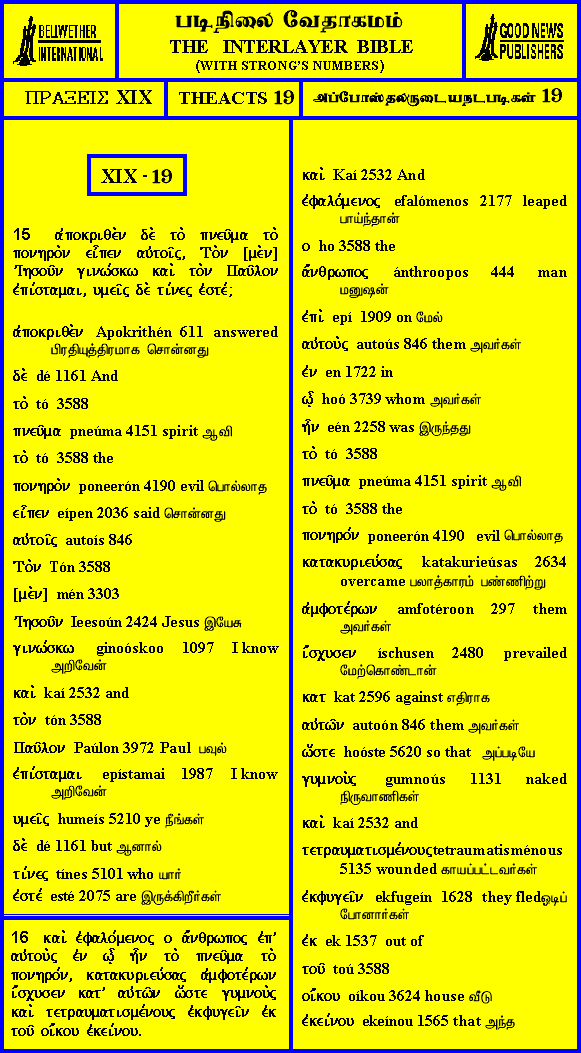 BELLWETHER
INTERNATIONAL
படிநிலை வேதாகமம்
THE INTERLAYER BIBLE
(WITH STRONG'S NUMBERS)
GOOD NEWS
PUBLISHERS
ΠΡΑΞΕΙΣ XIX
THEACTS 19
அப்போஸ்தலருடையநடபடிகள் 19
XIX - 19
15 ἀποκριθὲν δὲ τὸ πνεῦμα τὸ
πονηρὸν εἶπεν αὐτοῖς, Τὸν [μὲν]
Ἰησοῦν γινώσκω καὶ τὸν Παῦλον
ἐπίσταμαι, υμεῖς δὲ τίνες ἐστέ;
ἀποκριθὲν Apokrithén 611 answered
பிரதியுத்திரமாக சொன்னது
δὲ dé 1161 And
τὸ tó 3588
πνεῦμα pneúma 4151 spirit ஆவி
τὸ tó 3588 the
πονηρὸν poneerón 4190 evil பொல்லாத
εἶπεν eípen 2036 said சொன்னது
αὐτοῖς autoís 846
Τὸν Tón 3588
[μὲν] mén 3303
Ἰησοῦν Ieesoún 2424 Jesus இயேசு
γινώσκω ginoóskoo 1097 I know
அறிவேன்
καὶ kaí 2532 and
τὸν tón 3588
Παῦλον Paúlon 3972 Paul பவுல்
ἐπίσταμαι epístamai 1987 I know
அறிவேன்
υμεῖς humeís 5210 ye நீங்கள்
δὲ dé 1161 but ஆனால்
τίνες tínes 5101 who யார்
ἐστέ esté 2075 are இருக்கிறீர்கள்
16 καὶ ἐφαλόμενος ο ἄνθρωπος ἐπ'
αὐτοὺς ἐν ᾧ ἦν τὸ πνεῦμα τὸ
πονηρόν, κατακυριεύσας ἀμφοτέρων
ἴσχυσεν κατ' αὐτῶν ὥστε γυμνοὺς
καὶ τετραυματισμένους ἐκφυγεῖν ἐκ
τοῦ οἴκου ἐκείνου.
καὶ Kaí 2532 And
ἐφαλόμενος efalómenos 2177 leaped
பாய்ந்தான்
ο ho 3588 the
ἄνθρωπος ánthroopos 444 man
மனுஷன்
ἐπὶ epí 1909 on மேல்
αὐτοὺς autoús 846 them அவர்கள்
ἐν en 1722 in
ᾧ hoó 3739 whom அவர்கள்
ἦν eén 2258 was இருந்தது
τὸ tó 3588
πνεῦμα pneúma 4151 spirit ஆவி
τὸ tó 3588 the
πονηρόν poneerón 4190 evil பொல்லாத
κατακυριεύσας katakurieúsas 2634
overcame பலாத்காரம் பண்ணிற்று
ἀμφοτέρων amfotéroon 297 them
அவர்கள்
ἴσχυσεν íschusen 2480 prevailed
மேற்கொண்டான்
κατ kat 2596 against எதிராக
αὐτῶν autoón 846 them அவர்கள்
ὥστε hoóste 5620 so that அப்படியே
γυμνοὺς gumnoús 1131 naked
நிருவாணிகள்
καὶ kaí 2532 and
τετραυματισμένουςtetraumatisménous
5135 wounded காயப்பட்டவர்கள்
ἐκφυγεῖν ekfugeín 1628 they fledஓடிப்
போனார்கள்
ἐκ ek 1537 out of
τοῦ toú 3588
οἴκου oíkou 3624 house வீடு
ἐκείνου ekeínou 1565 that அந்த